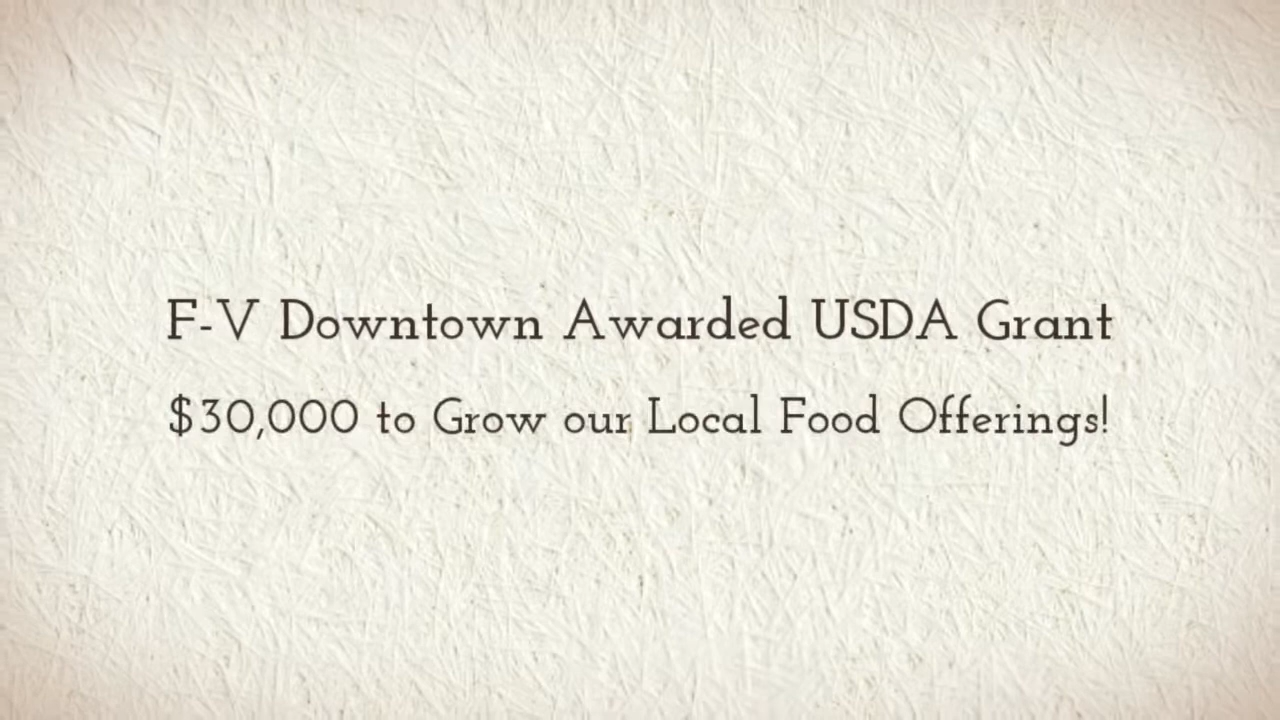 F-V Downtown Awarded USDA Grant
$30,000 to Grow our Local Food Offerings!